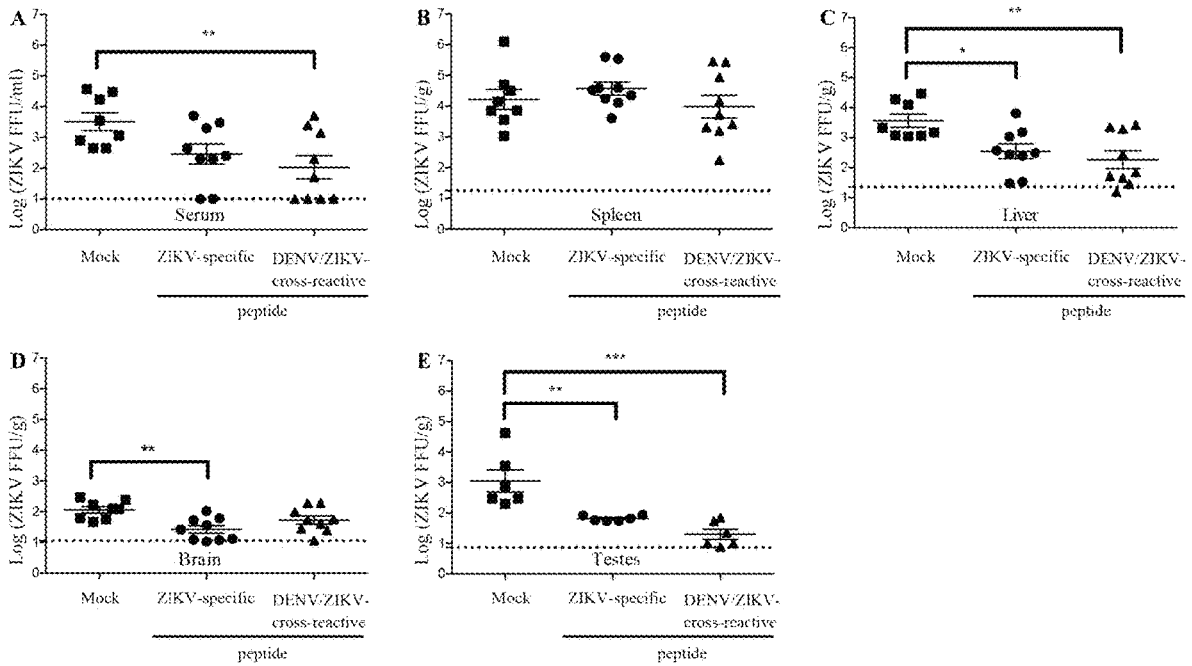 A
7
6
5
4
3
2
1
0
Log (ZIKV FFU/ml)
**
Serum
Mock
ZIKV-specific
DENV/ZIKV-
cross-reactive
peptide
B
7
6
5
4
3
2
1
0
Log (ZIKV FFU/g)
Spleen
Mock
ZIKV-specific
DENV/ZIKV-
cross-reactive
peptide
C
7
6
5
4
3
2
1
0
Log (ZIKV FFU/g)
**
*
Liver
Mock
ZIKV-specific
DENV/ZIKV-
cross-reactive
peptide
D
7
6
5
4
3
2
1
0
Log (ZIKV FFU/g)
**
Brain
Mock
ZIKV-specific
DENV/ZIKV-
cross-reactive
peptide
E
7
6
5
4
3
2
1
0
Log (ZIKV FFU/g)
***
**
Testes
Mock
ZIKV-specific
DENV/ZIKV-
cross-reactive
peptide